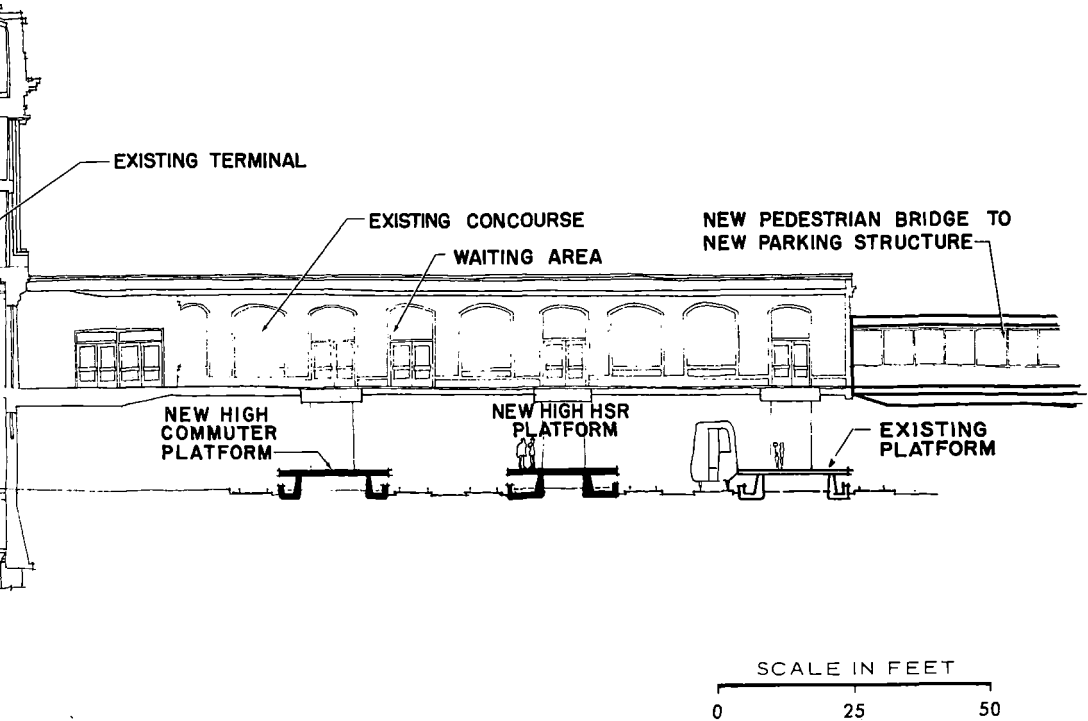 EXISTING TERMINAL
EXISTING CONCOURSE
WAITING AREA
NEW PEDESTRIAN BRIDGE TO
NEW PARKING STRUCTURE
NEW HIGH
COMMUTER
PLATFORM
NEW HIGH HSR
PLATFORM
EXISTING
PLATFORM
SCALE IN FEET
0 25 50